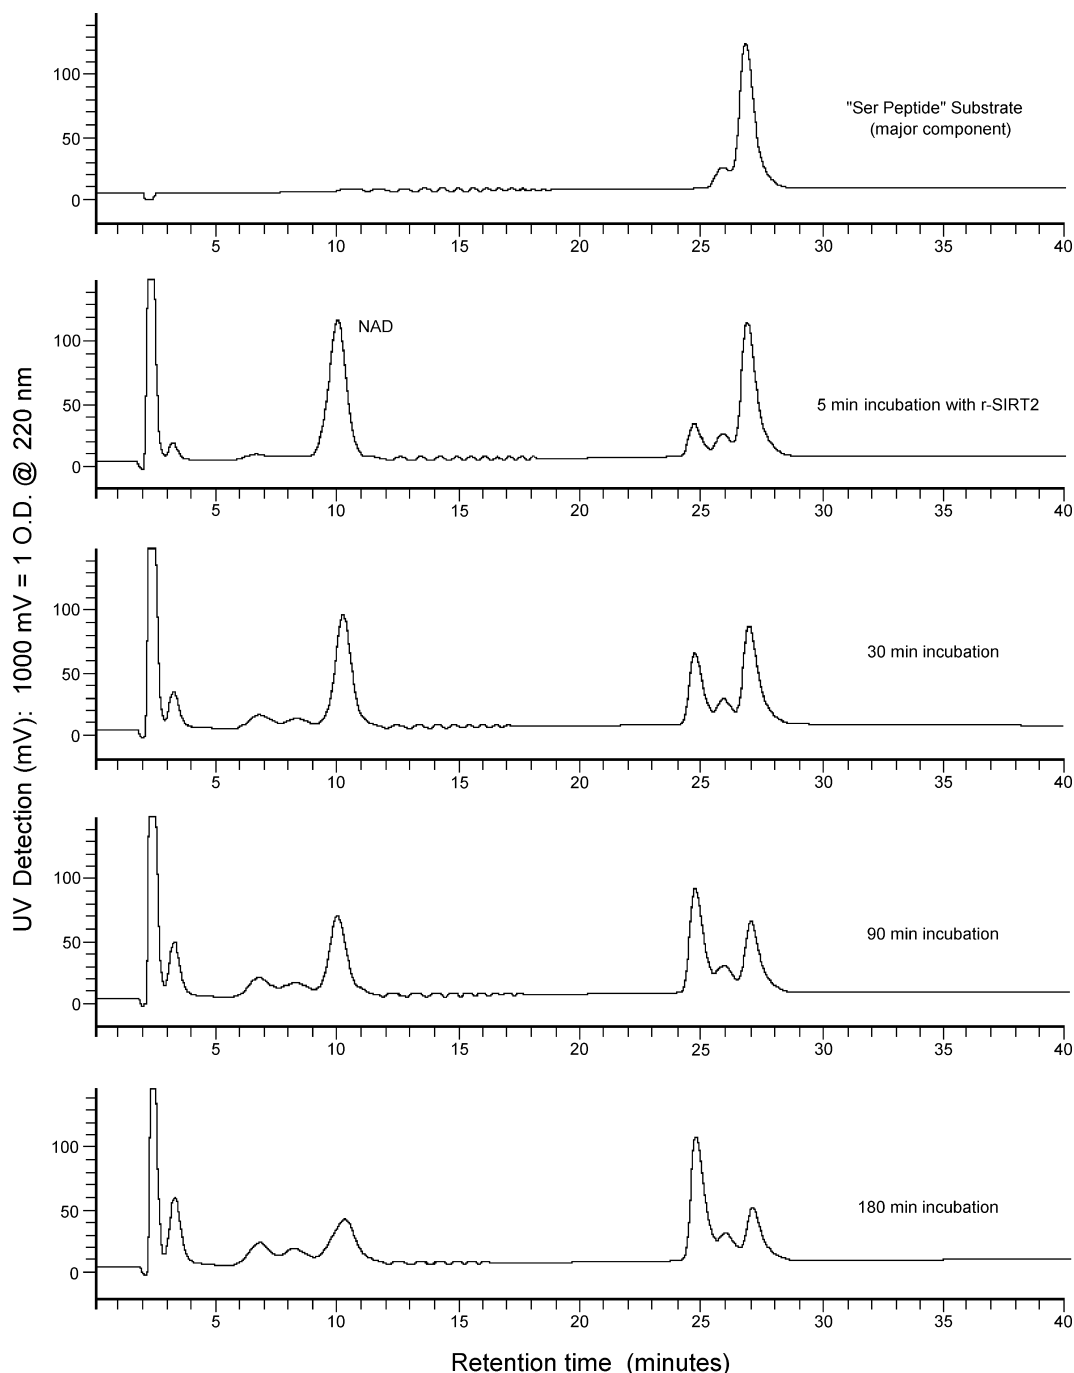 UV Detection (mV): 1000 mV = 1 O.D. @ 220 nm
100
50
0
"Ser Peptide" Substrate
(major component)
5 10 15 20 25 30 35 40
100
50
0
NAD
5 min incubation with r-SIRT2
5 10 15 20 25 30 35 40
100
50
0
30 min incubation
5 10 15 20 25 30 35 40
100
50
0
90 min incubation
5 10 15 20 25 30 35 40
100
50
0
180 min incubation
5 10 15 20 25 30 35 40
Retention time (minutes)